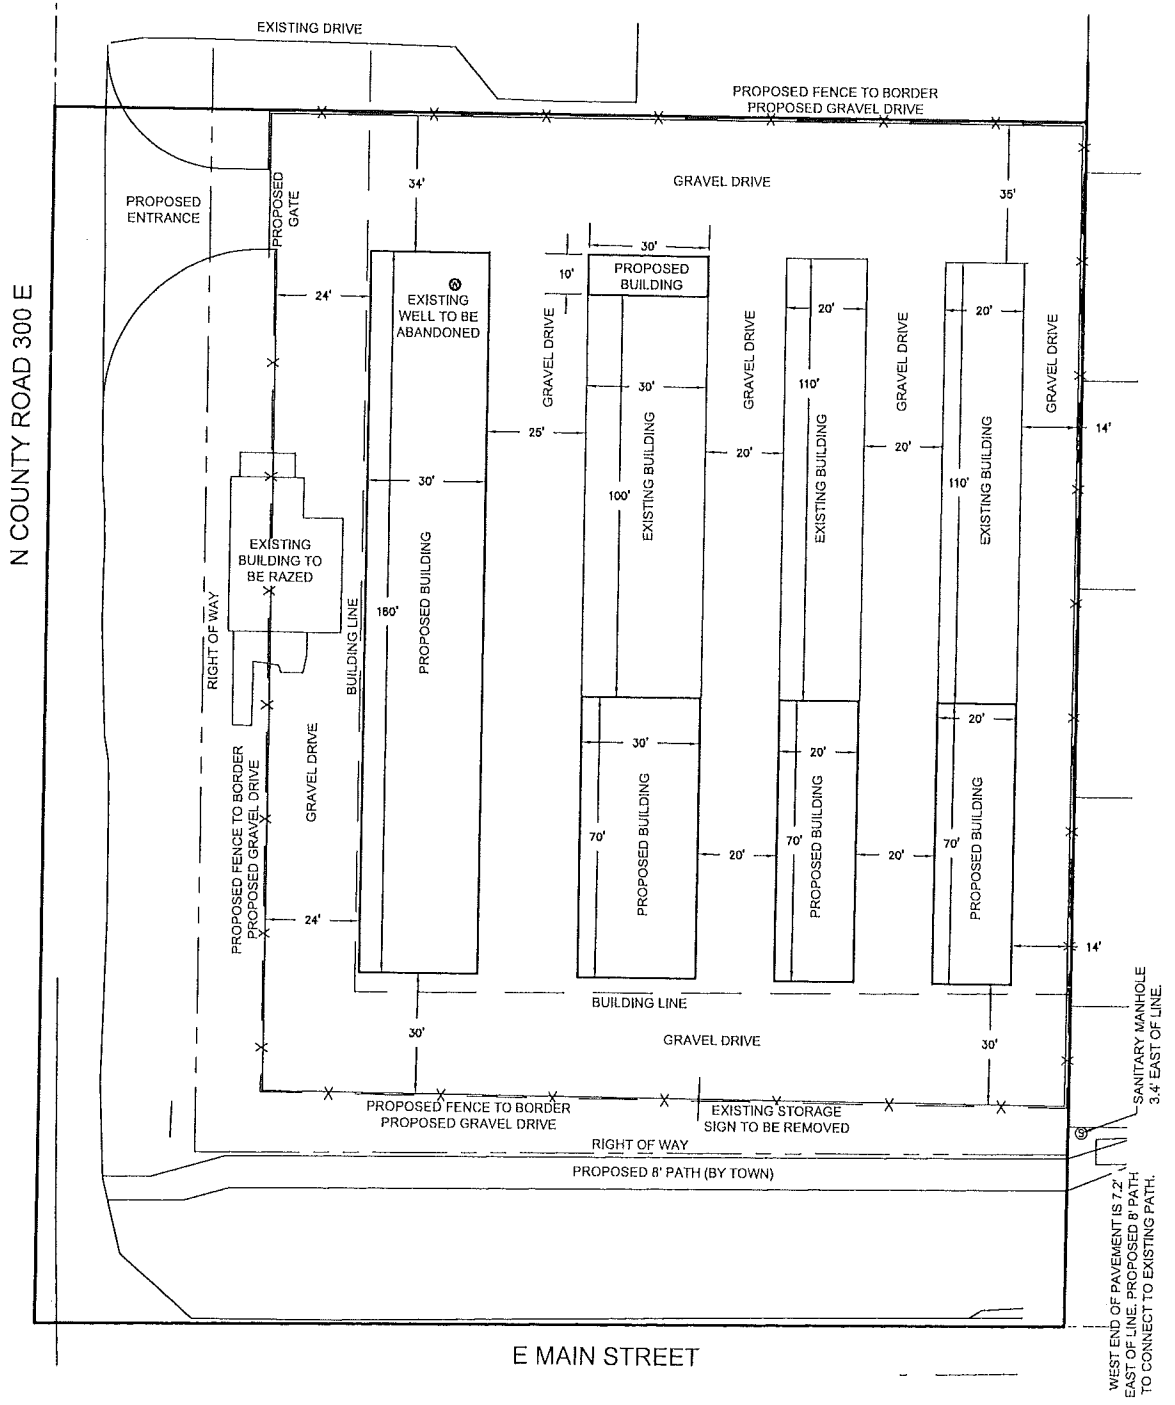 EXISTING DRIVE
PROPOSED FENCE TO BORDER
PROPOSED GRAVEL DRIVE
PROPOSED
ENTRANCE
PROPOSED
GATE
34'
GRAVEL DRIVE
35'
N COUNTY ROAD 300 E
30'
10'
PROPOSED
BUILDING
24'
EXISTING
WELL TO BE
ABANDONED
W
GRAVEL DRIVE
30'
GRAVEL DRIVE
20'
110'
GRAVEL DRIVE
20'
GRAVEL DRIVE
25'
20'
20'
14'
30'
100'
EXISTING BUILDING
EXISTING BUILDING
110'
EXISTING BUILDING
EXISTING
BUILDING TO
BE RAZED
RIGHT OF WAY
BUILDING LINE
180'
PROPOSED BUILDING
GRAVEL DRIVE
PROPOSED FENCE TO BORDER
PROPOSED GRAVEL DRIVE
30'
70'
PROPOSED BUILDING
20'
70'
PROPOSED BUILDING
20'
70'
PROPOSED BUILDING
20'
20'
24'
14'
BUILDING LINE
30'
GRAVEL DRIVE
30'
SANITARY MANHOLE
3.4' EAST OF LINE.
PROPOSED FENCE TO BORDER
PROPOSED GRAVEL DRIVE
EXISTING STORAGE
SIGN TO BE REMOVED
S
RIGHT OF WAY
PROPOSED 8' PATH (BY TOWN)
WEST END OF PAVEMENT IS 7.2'
EAST OF LINE. PROPOSED 8' PATH
TO CONNECT TO EXISTING PATH.
E MAIN STREET